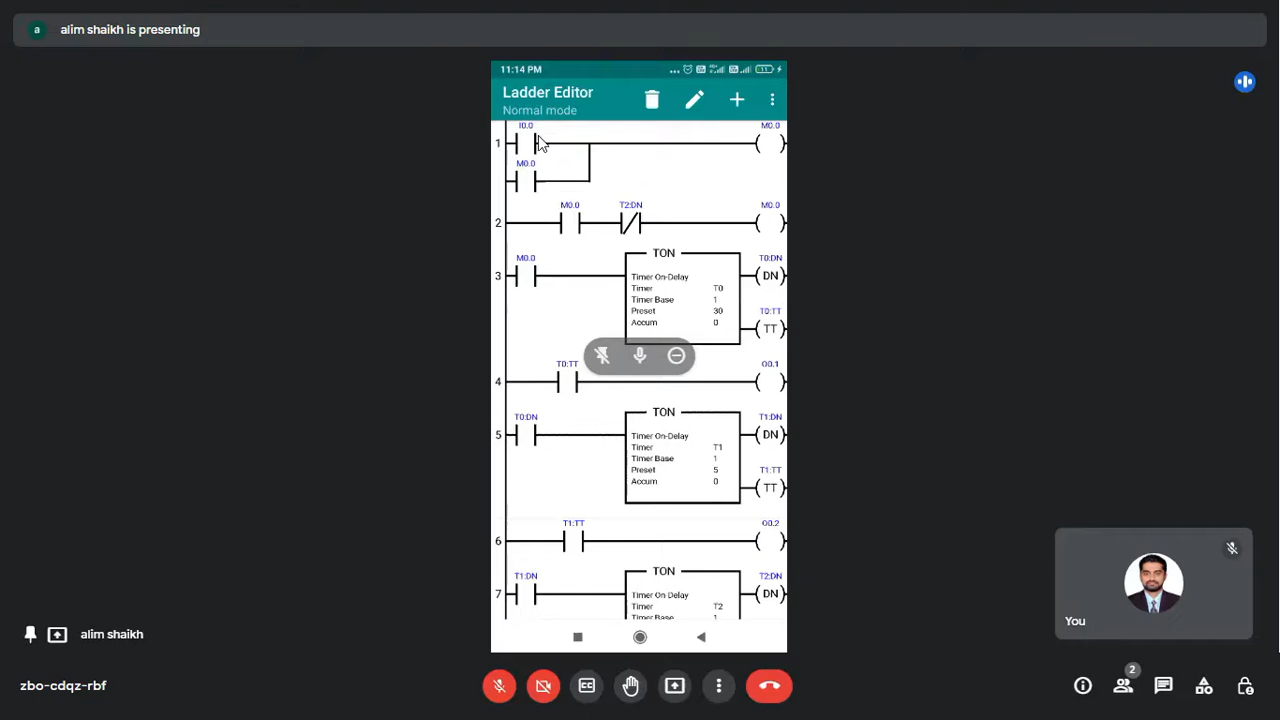 a alim shaikh is presenting
11:14 PM
Ladder Editor
Normal mode
I0.0 M0.0
1
M0.0
M0.0 T2:DN M0.0
2
M0.0 TON T0:DN
3 DN
Timer On-Delay
Timer T0
Timer Base 1
Preset 30 T0:TT
Accum 0 TT
T0:TT O0.1
4
T0:DN TON T1:DN
5 DN
Timer On-Delay
Timer T1
Timer Base 1
Preset 5 T1:TT
Accum 0 TT
T1:TT O0.2
6
T1:DN TON T2:DN
7 DN
Timer On Delay
Timer T2
Timer Base 1
You
alim shaikh
zbo-cdqz-rbf
2